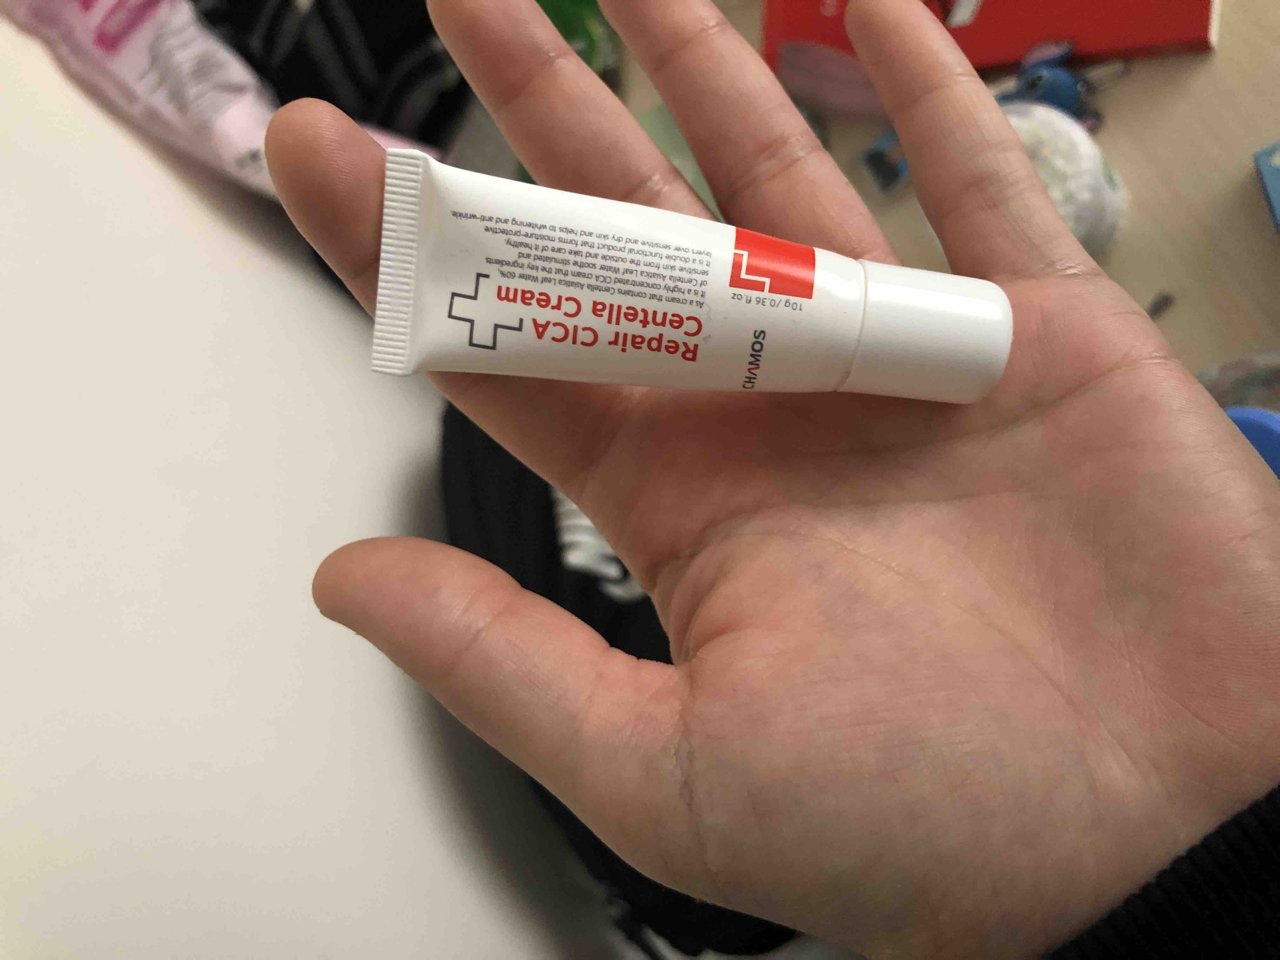 CHAMOS
Repair CICA
Centella Cream
As a cream that contains Centella Asiatica Leaf Water 60%,
it is a highly concentrated CICA cream that the key ingredients
of Centella Asiatica Leaf Water soothe stimulated and
sensitive skin from the outside and take care of it healthy.
It is a double functional product that forms moisture-protective
layers over sensitive and dry skin and helps to whitening and anti-wrinkle.
10g / 0.36 fl.oz